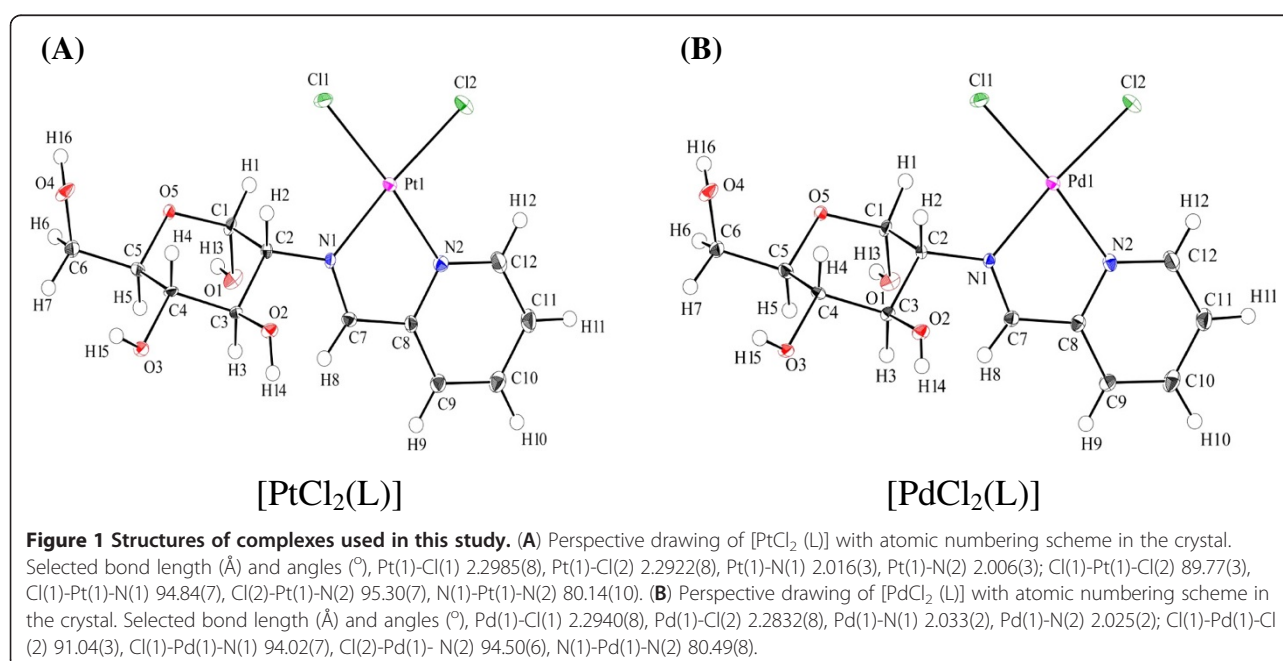 (A)
(B)
Cl1
Cl2
H16
O4
H1
Pt1
O5
C1
H2
H12
H6
H4
C2
N1
N2
C6
C5
H13
C12
H7
H5
O1
C4
C3
O2
C11
H11
H15
O3
H3
C7
C8
H14
H8
C9
C10
H9
H10
[PtCl₂(L)]
Cl1
Cl2
H16
O4
H1
Pd1
O5
C1
H2
H12
H6
C6
H4
C2
N2
C5
H13
N1
C12
H7
H5
O1
C4
C3
O2
C11
H11
H15
O3
H3
C7
C8
H14
H8
C9
C10
H9
H10
[PdCl₂(L)]
Figure 1 Structures of complexes used in this study. (A) Perspective drawing of [PtCl₂ (L)] with atomic numbering scheme in the crystal.
Selected bond length (Å) and angles (º), Pt(1)-Cl(1) 2.2985(8), Pt(1)-Cl(2) 2.2922(8), Pt(1)-N(1) 2.016(3), Pt(1)-N(2) 2.006(3); Cl(1)-Pt(1)-Cl(2) 89.77(3),
Cl(1)-Pt(1)-N(1) 94.84(7), Cl(2)-Pt(1)-N(2) 95.30(7), N(1)-Pt(1)-N(2) 80.14(10). (B) Perspective drawing of [PdCl₂ (L)] with atomic numbering scheme in
the crystal. Selected bond length (Å) and angles (º), Pd(1)-Cl(1) 2.2940(8), Pd(1)-Cl(2) 2.2832(8), Pd(1)-N(1) 2.033(2), Pd(1)-N(2) 2.025(2); Cl(1)-Pd(1)-Cl
(2) 91.04(3), Cl(1)-Pd(1)-N(1) 94.02(7), Cl(2)-Pd(1)- N(2) 94.50(6), N(1)-Pd(1)-N(2) 80.49(8).